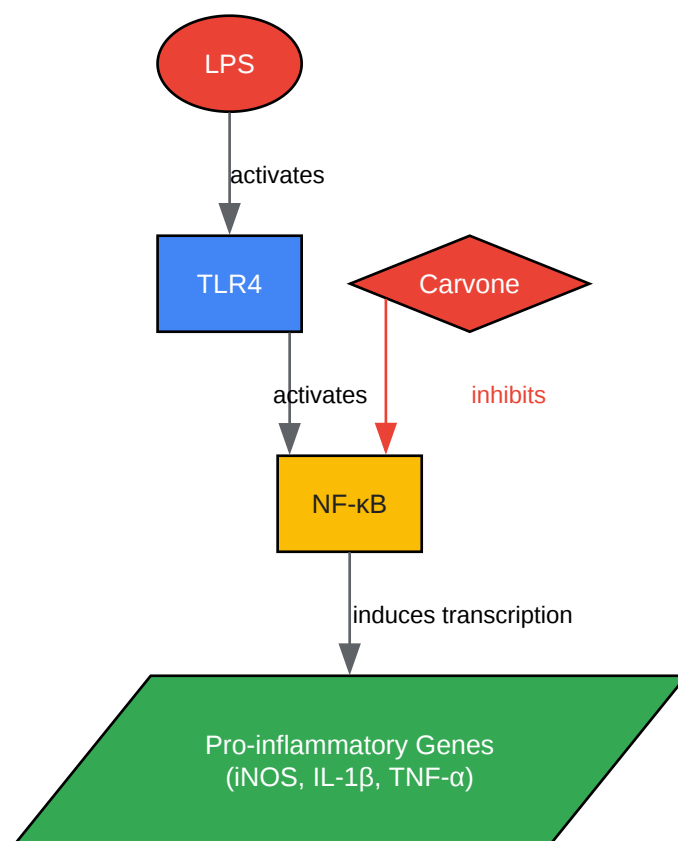 LPS
activates
TLR4
Carvone
activates
inhibits
NF-κB
induces transcription
Pro-inflammatory Genes
(iNOS, IL-1β, TNF-α)